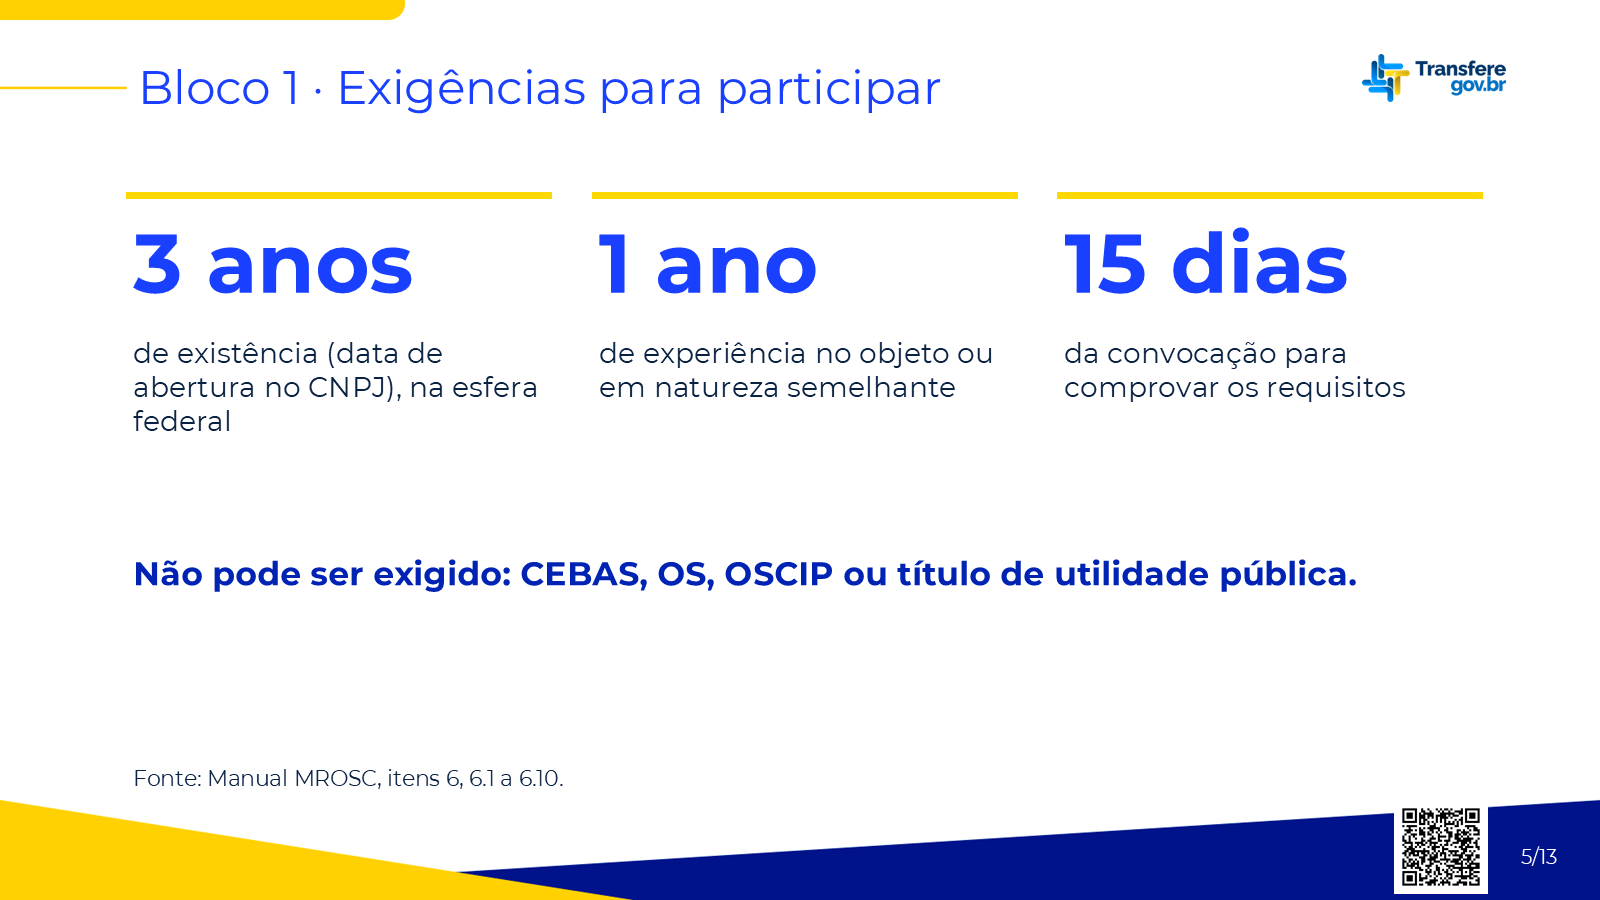 Bloco 1 · Exigências para participar
Transfere
gov.br
3 anos
de existência (data de
abertura no CNPJ), na esfera
federal
1 ano
de experiência no objeto ou
em natureza semelhante
15 dias
da convocação para
comprovar os requisitos
Não pode ser exigido: CEBAS, OS, OSCIP ou título de utilidade pública.
Fonte: Manual MROSC, itens 6, 6.1 a 6.10.
5/13